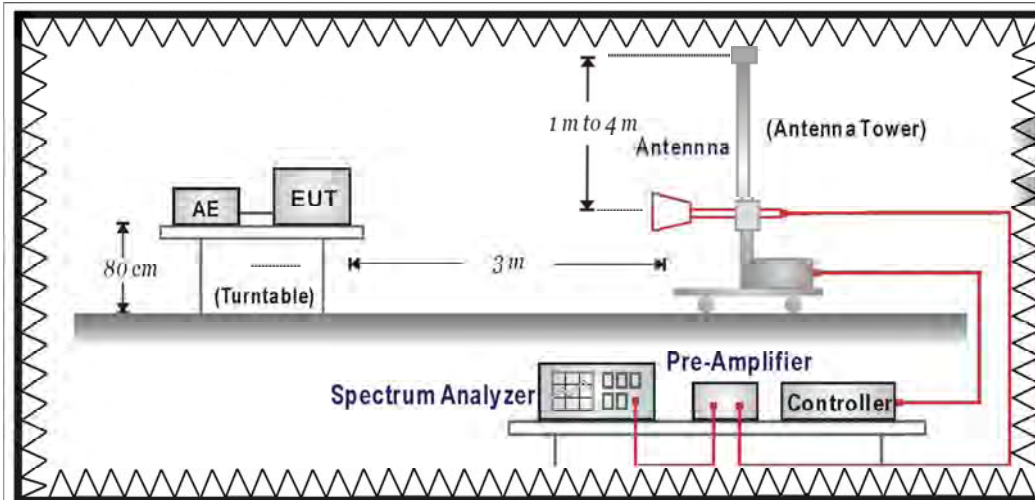 1 m to 4 m
(Antenna Tower)
Antennna
EUT
AE
80 cm
3 m
(Turntable)
Pre-Amplifier
Spectrum Analyzer
Controller